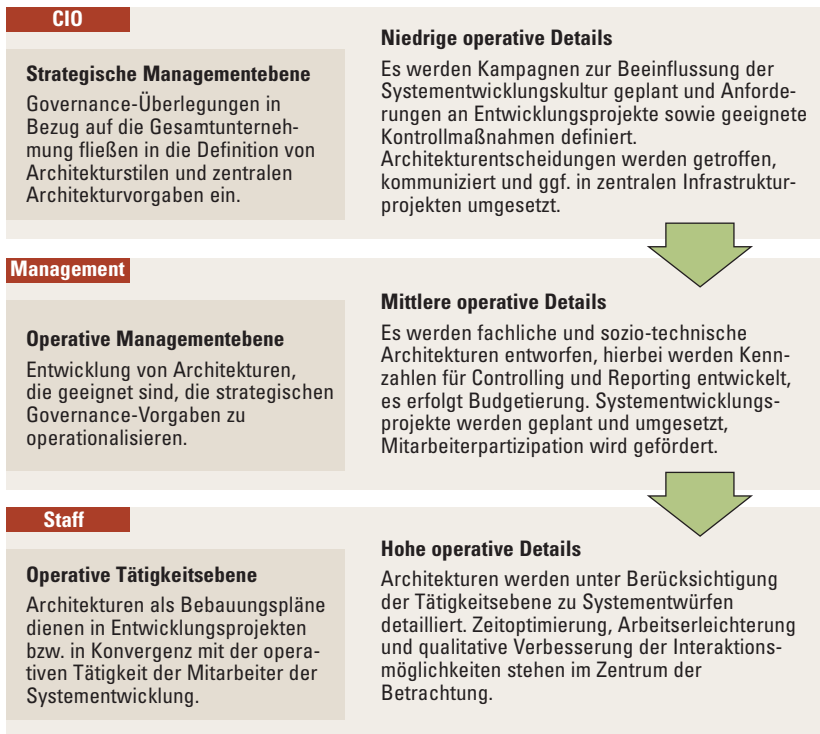 CIO
Strategische Managementebene
Governance-Überlegungen in
Bezug auf die Gesamtunterneh-
mung fließen in die Definition von
Architekturstilen und zentralen
Architekturvorgaben ein.
Niedrige operative Details
Es werden Kampagnen zur Beeinflussung der
Systementwicklungskultur geplant und Anforde-
rungen an Entwicklungsprojekte sowie geeignete
Kontrollmaßnahmen definiert.
Architekturentscheidungen werden getroffen,
kommuniziert und ggf. in zentralen Infrastruktur-
projekten umgesetzt.
Management
Operative Managementebene
Entwicklung von Architekturen,
die geeignet sind, die strategischen
Governance-Vorgaben zu
operationalisieren.
Mittlere operative Details
Es werden fachliche und sozio-technische
Architekturen entworfen, hierbei werden Kenn-
zahlen für Controlling und Reporting entwickelt,
es erfolgt Budgetierung. Systementwicklungs-
projekte werden geplant und umgesetzt,
Mitarbeiterpartizipation wird gefördert.
Staff
Operative Tätigkeitsebene
Architekturen als Bebauungspläne
dienen in Entwicklungsprojekten
bzw. in Konvergenz mit der opera-
tiven Tätigkeit der Mitarbeiter der
Systementwicklung.
Hohe operative Details
Architekturen werden unter Berücksichtigung
der Tätigkeitsebene zu Systementwürfen
detailliert. Zeitoptimierung, Arbeitserleichterung
und qualitative Verbesserung der Interaktions-
möglichkeiten stehen im Zentrum der
Betrachtung.